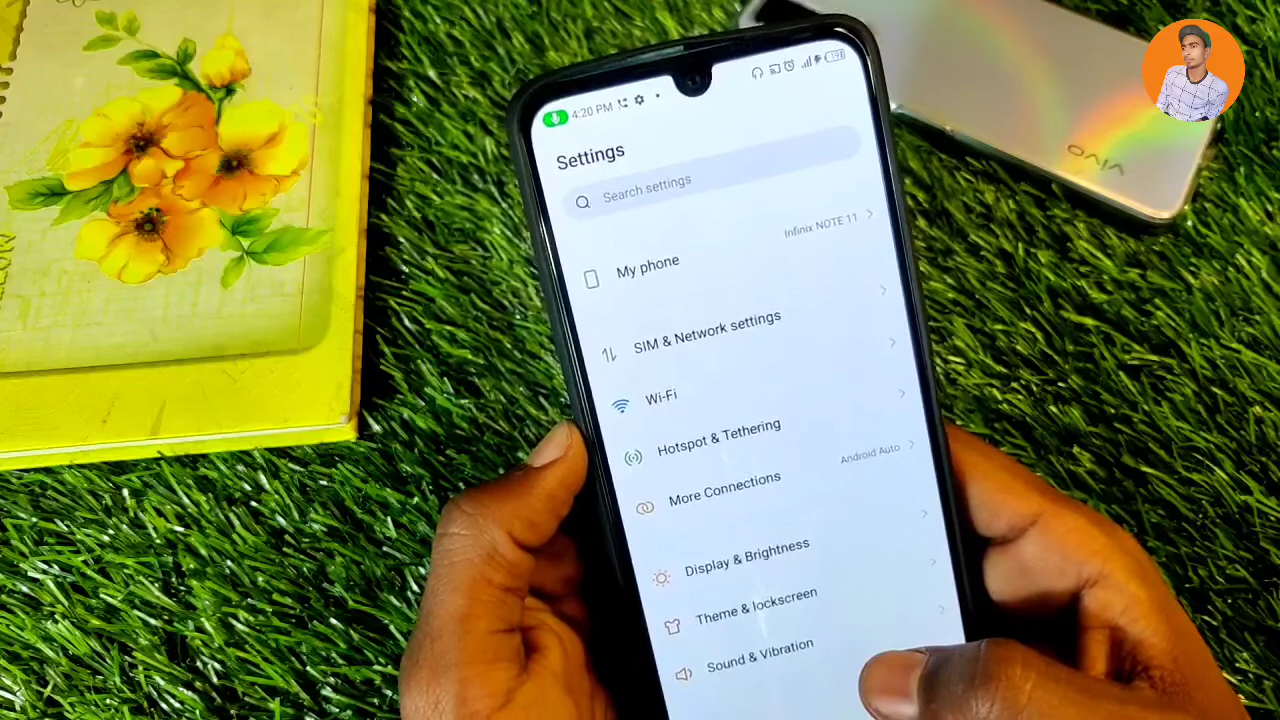 4:20 PM
Settings
Search settings
My phone
Infinix NOTE 11
SIM & Network settings
Wi-Fi
Hotspot & Tethering
More Connections
Android Auto
Display & Brightness
Theme & lockscreen
Sound & Vibration
vivo